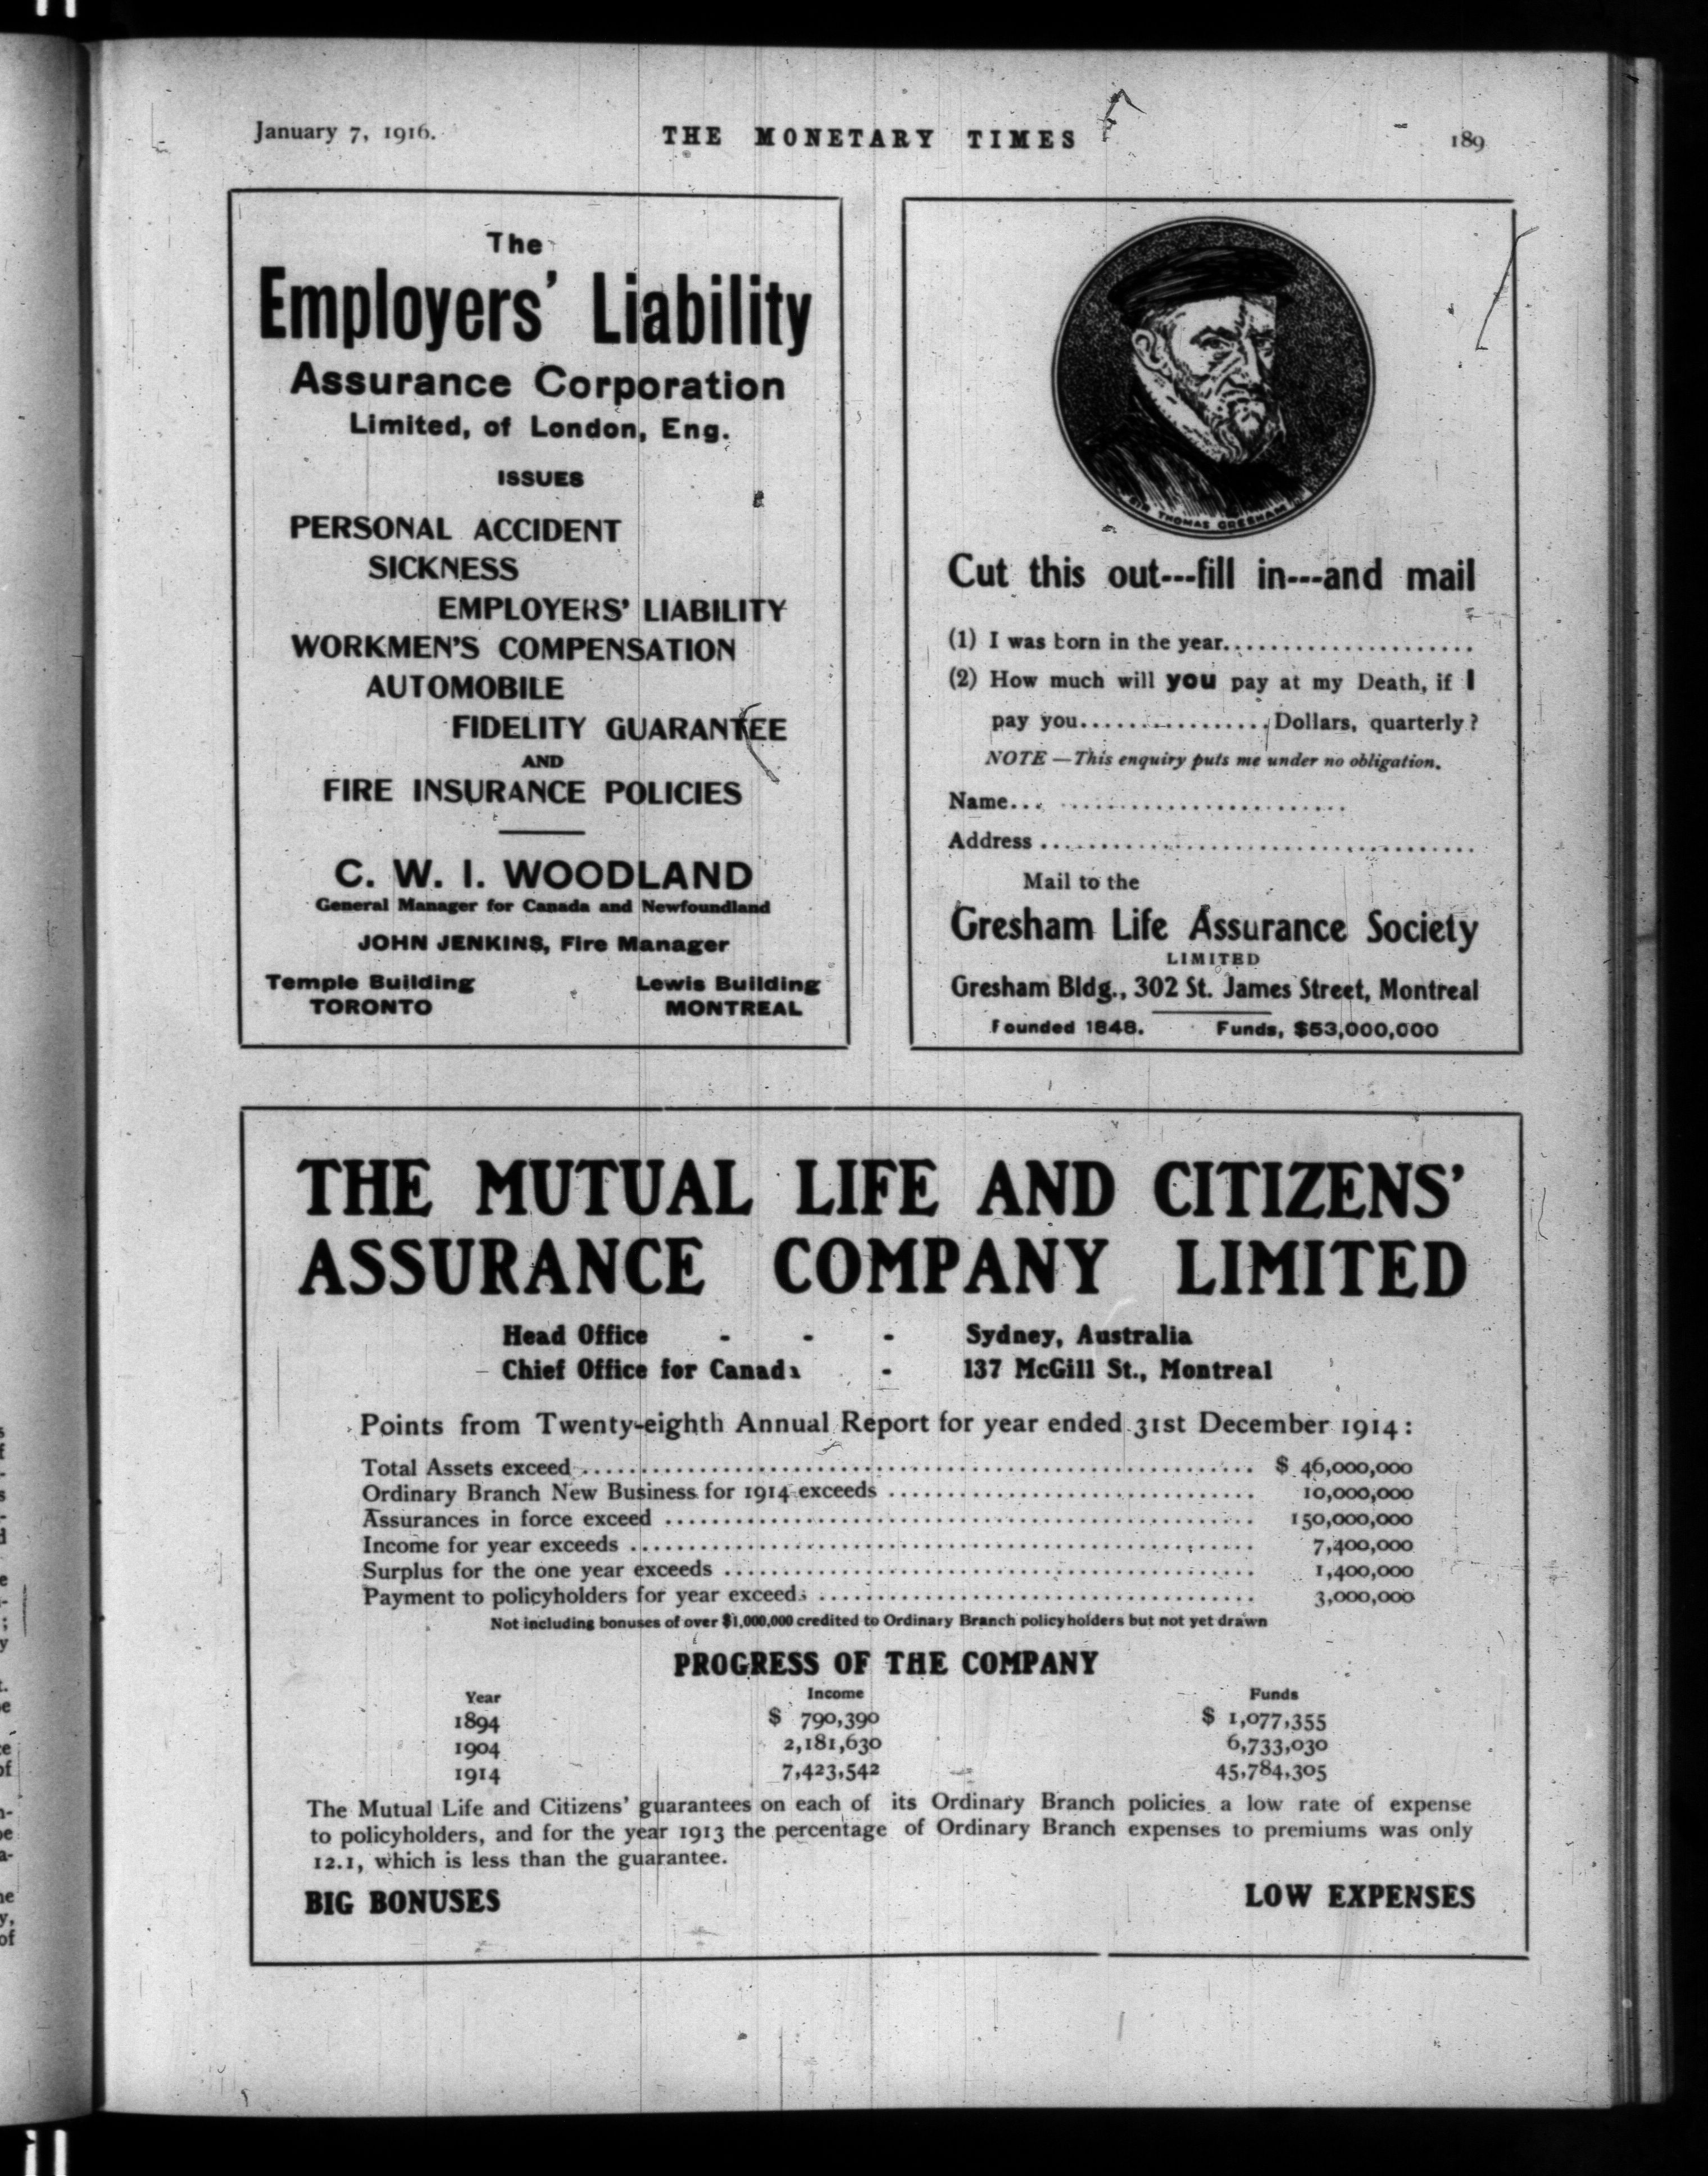 January 7, 1916.
THE MONETARY TIMES
189
The
Employers' Liability
Assurance Corporation
Limited, of London, Eng.
ISSUES
PERSONAL ACCIDENT
SICKNESS
EMPLOYERS' LIABILITY
WORKMEN'S COMPENSATION
AUTOMOBILE
FIDELITY GUARANTEE
AND
FIRE INSURANCE POLICIES
C. W. I. WOODLAND
General Manager for Canada and Newfoundland
JOHN JENKINS, Fire Manager
Temple Building Lewis Building
TORONTO MONTREAL
SIR THOMAS GRESHAM
Cut this out---fill in---and mail
(1) I was born in the year.....................
(2) How much will you pay at my Death, if I
pay you................Dollars, quarterly?
NOTE—This enquiry puts me under no obligation.
Name... ........................
Address .....................................
Mail to the
Gresham Life Assurance Society
LIMITED
Gresham Bldg., 302 St. James Street, Montreal
Founded 1848. Funds, $53,000,000
THE MUTUAL LIFE AND CITIZENS'
ASSURANCE COMPANY LIMITED
Head Office - - - Sydney, Australia
Chief Office for Canada - 137 McGill St., Montreal
Points from Twenty-eighth Annual Report for year ended 31st December 1914:
Total Assets exceed ........................ $ 46,000,000
Ordinary Branch New Business for 1914 exceeds ........................ 10,000,000
Assurances in force exceed ........................ 150,000,000
Income for year exceeds ........................ 7,400,000
Surplus for the one year exceeds ........................ 1,400,000
Payment to policyholders for year exceeds ........................ 3,000,000
Not including bonuses of over $1,000,000 credited to Ordinary Branch policyholders but not yet drawn
PROGRESS OF THE COMPANY
Year Income Funds
1894 $ 790,390 $ 1,077,355
1904 2,181,630 6,733,030
1914 7,423,542 45,784,305
The Mutual Life and Citizens' guarantees on each of its Ordinary Branch policies a low rate of expense
to policyholders, and for the year 1913 the percentage of Ordinary Branch expenses to premiums was only
12.1, which is less than the guarantee.
BIG BONUSES LOW EXPENSES